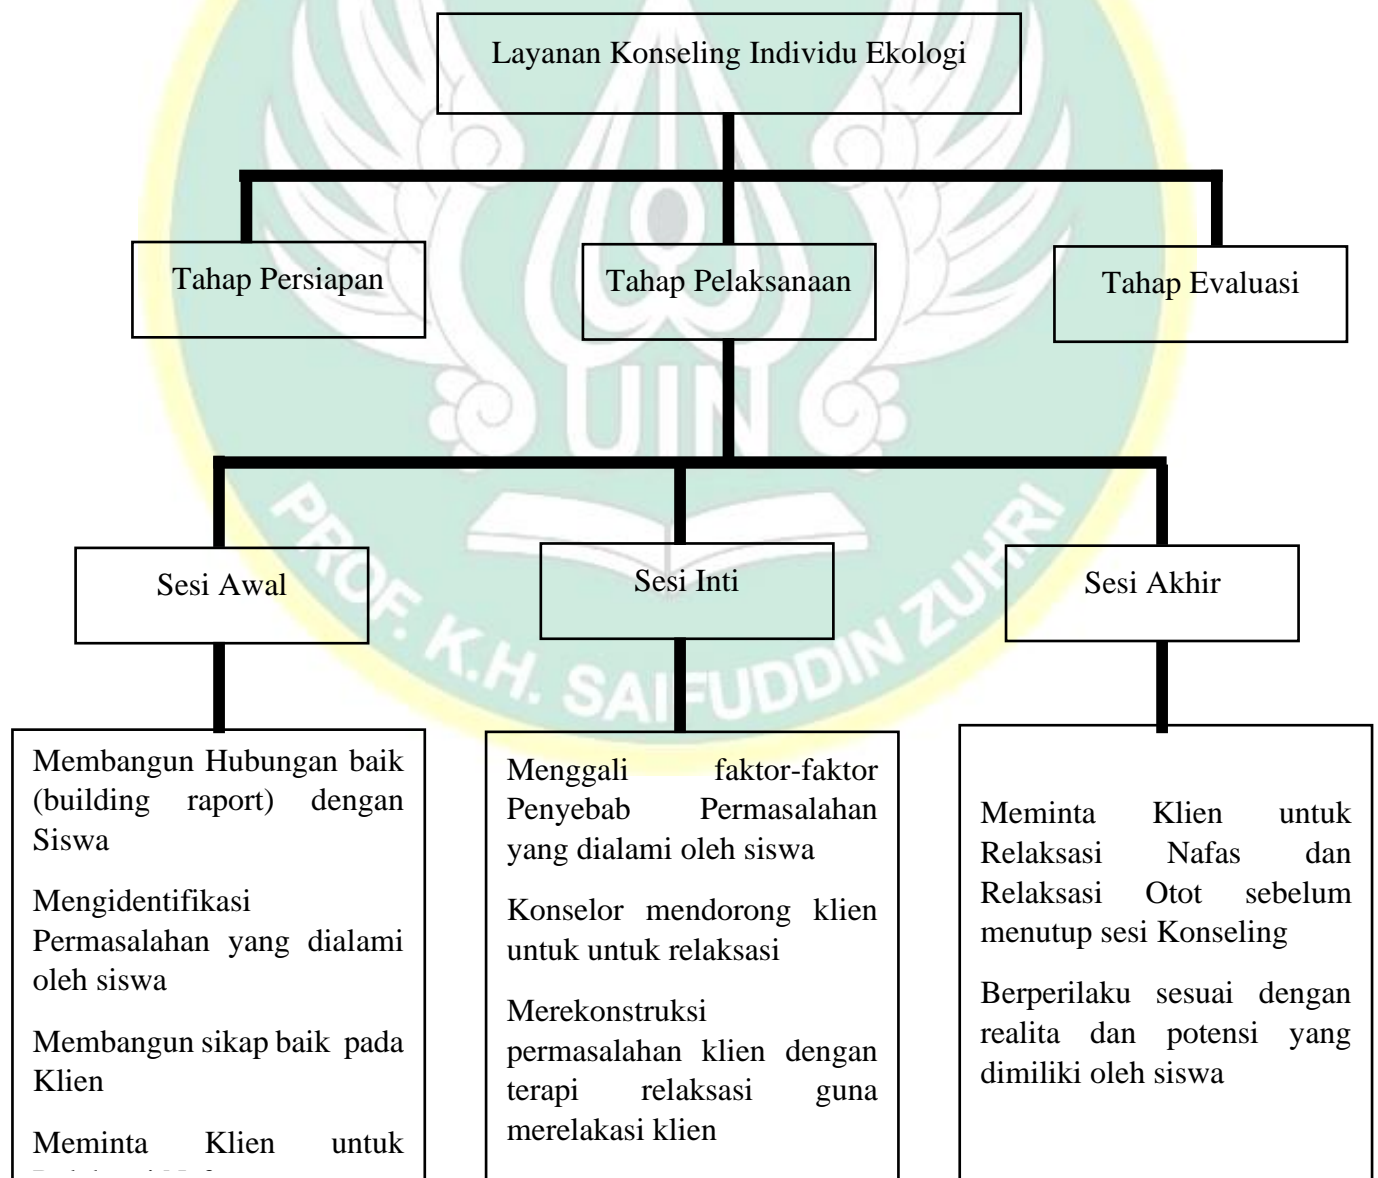 Layanan Konseling Individu Ekologi
Tahap Persiapan
Tahap Pelaksanaan
Tahap Evaluasi
UIN
PROF. K.H. SAIFUDDIN ZUHRI
Sesi Awal
Sesi Inti
Sesi Akhir
Membangun Hubungan baik
(building raport) dengan
Siswa
Mengidentifikasi
Permasalahan yang dialami
oleh siswa
Membangun sikap baik pada
Klien
Meminta Klien untuk
Menggali faktor-faktor
Penyebab Permasalahan
yang dialami oleh siswa
Konselor mendorong klien
untuk untuk relaksasi
Merekonstruksi
permasalahan klien dengan
terapi relaksasi guna
merelakasi klien
Meminta Klien untuk
Relaksasi Nafas dan
Relaksasi Otot sebelum
menutup sesi Konseling
Berperilaku sesuai dengan
realita dan potensi yang
dimiliki oleh siswa